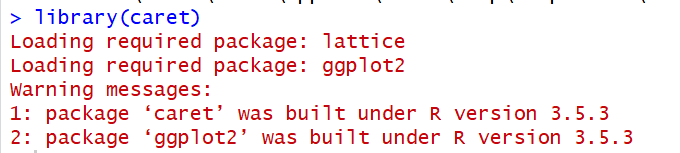 > library(caret)
Loading required package: lattice
Loading required package: ggplot2
Warning messages:
1: package ‘caret’ was built under R version 3.5.3
2: package ‘ggplot2’ was built under R version 3.5.3